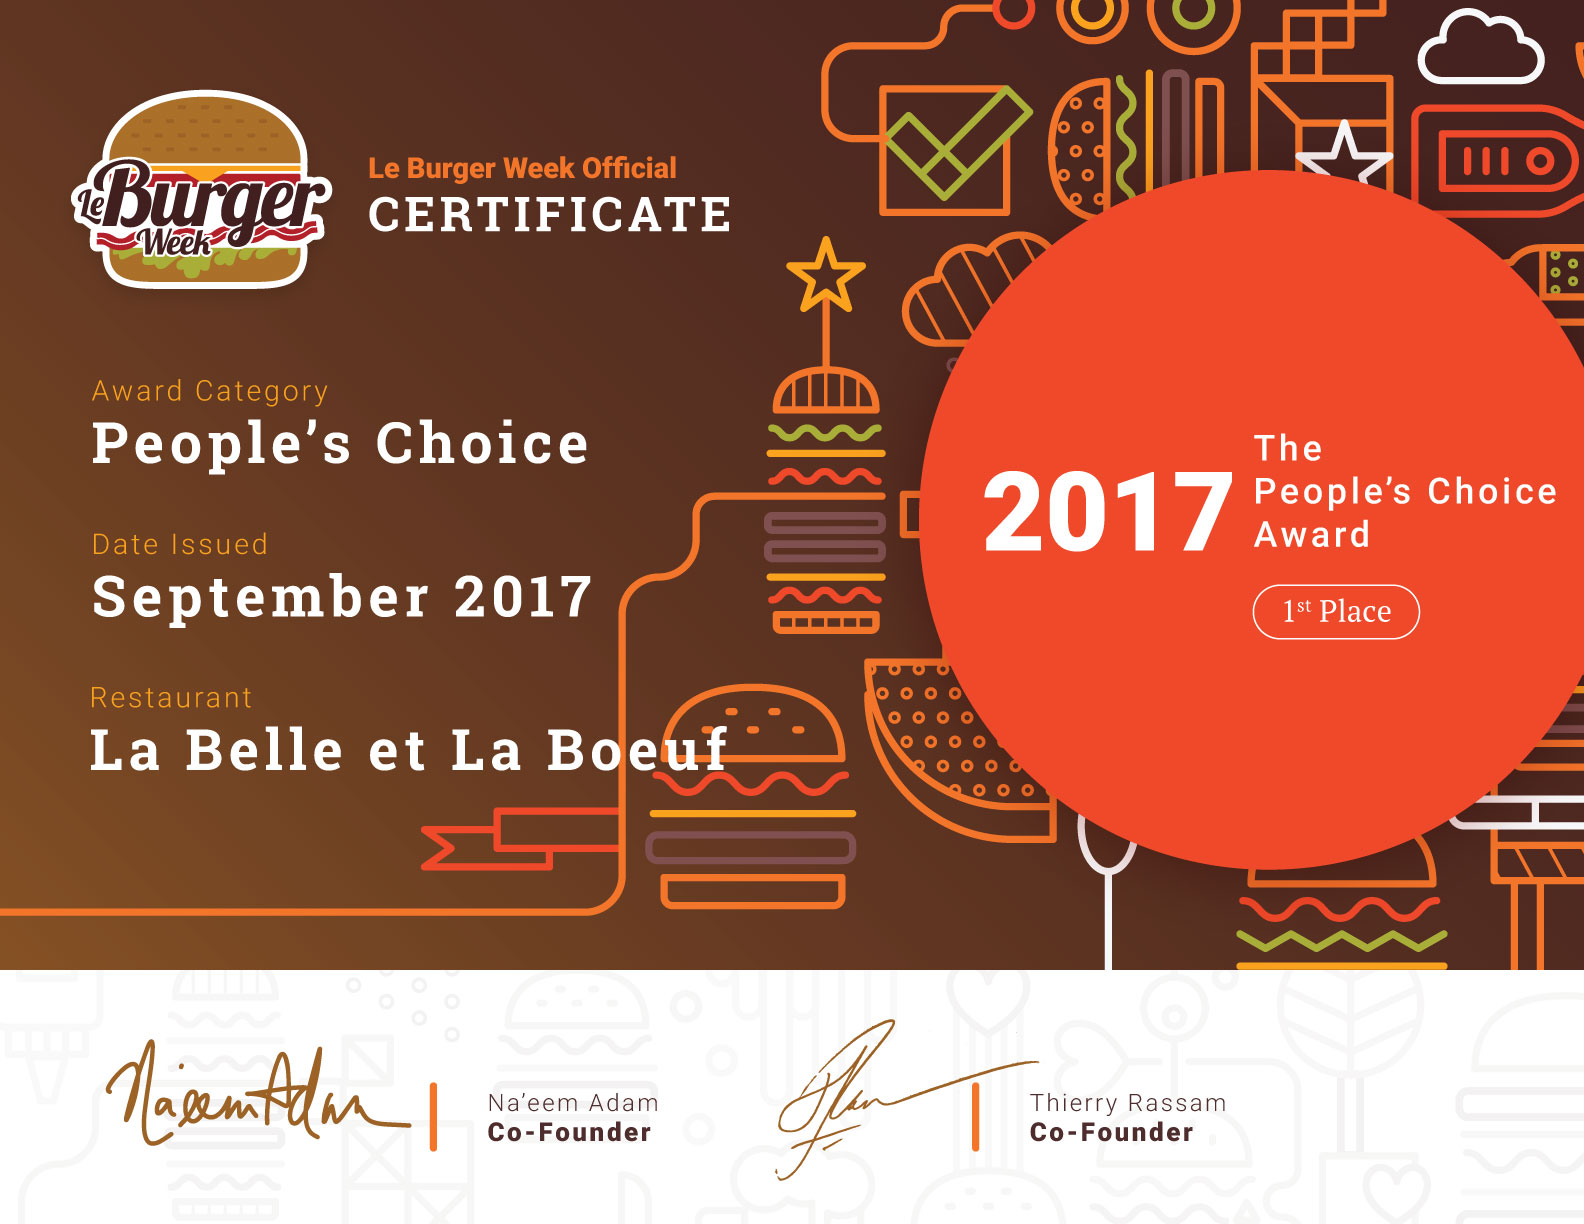 Le Burger Week
Le Burger Week Official
CERTIFICATE
Award Category
People's Choice
Date Issued
September 2017
Restaurant
La Belle et La Boeuf
2017
The
People's Choice
Award
1st Place
Na'eem Adam
Na'eem Adam
Co-Founder
Thierry Rassam
Co-Founder